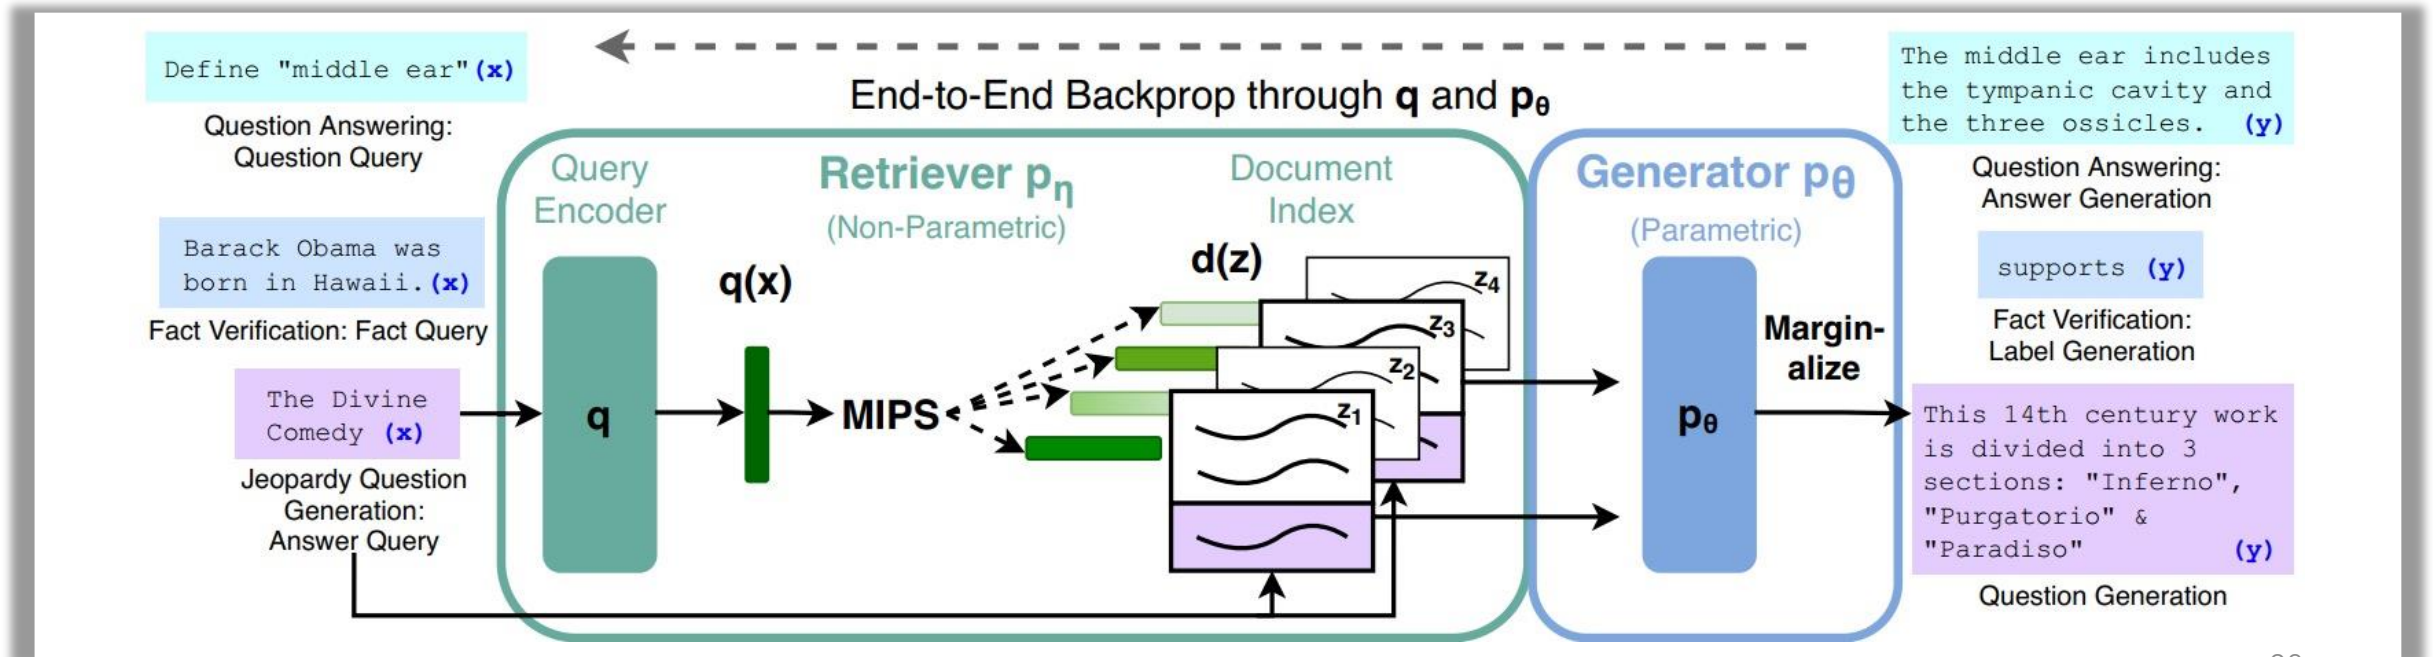 Define "middle ear" (x)
Question Answering:
Question Query
Barack Obama was
born in Hawaii. (x)
Fact Verification: Fact Query
The Divine
Comedy (x)
Jeopardy Question
Generation:
Answer Query
End-to-End Backprop through q and pθ
Query
Encoder
Retriever pη
(Non-Parametric)
Document
Index
q
q(x)
MIPS
d(z)
z4
z3
z2
z1
Generator pθ
(Parametric)
pθ
Margin-
alize
The middle ear includes
the tympanic cavity and
the three ossicles. (y)
Question Answering:
Answer Generation
supports (y)
Fact Verification:
Label Generation
This 14th century work
is divided into 3
sections: "Inferno",
"Purgatorio" &
"Paradiso" (y)
Question Generation